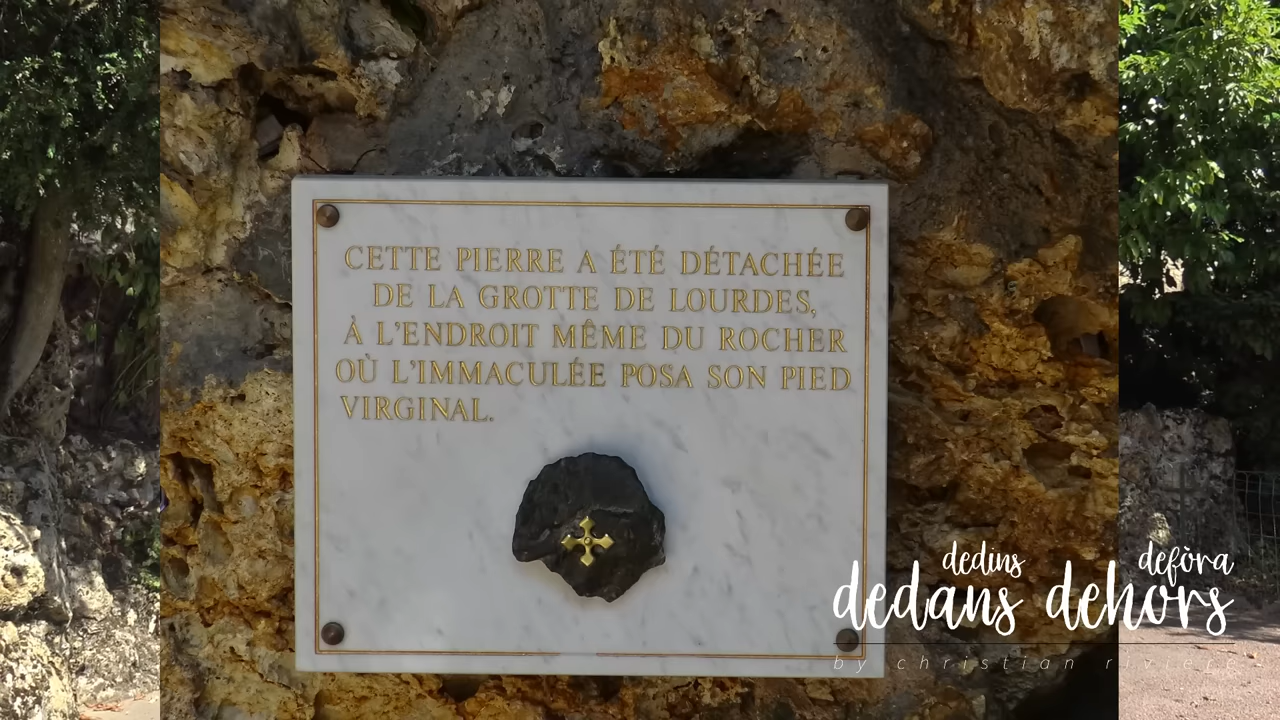 CETTE PIERRE A ÉTÉ DÉTACHÉE
DE LA GROTTE DE LOURDES,
À L'ENDROIT MÊME DU ROCHER
OÙ L'IMMACULÉE POSA SON PIED
VIRGINAL.
dedins defòra
dedans dehors
by christian riviere